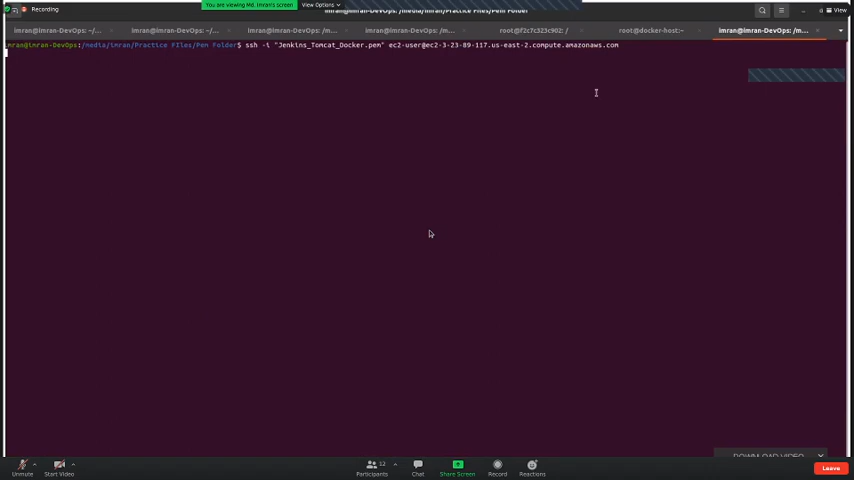 You are viewing Md. Imran's screen
View Options
Recording
imran@imran-DevOps: /media/imran/Practice Files/Pem Folder
View
imran@imran-DevOps: ~/...
imran@imran-DevOps: ~/...
imran@imran-DevOps: /m...
imran@imran-DevOps: /m...
root@f2c7c323c902: /
root@docker-host:~
imran@imran-DevOps: /m...
imran@imran-DevOps:/media/imran/Practice Files/Pem Folder$ ssh -i "Jenkins_Tomcat_Docker.pem" ec2-user@ec2-3-23-89-117.us-east-2.compute.amazonaws.com
DOWNLOAD VIDEO
Unmute
Start Video
12
Participants
Chat
Share Screen
Record
Reactions
Leave